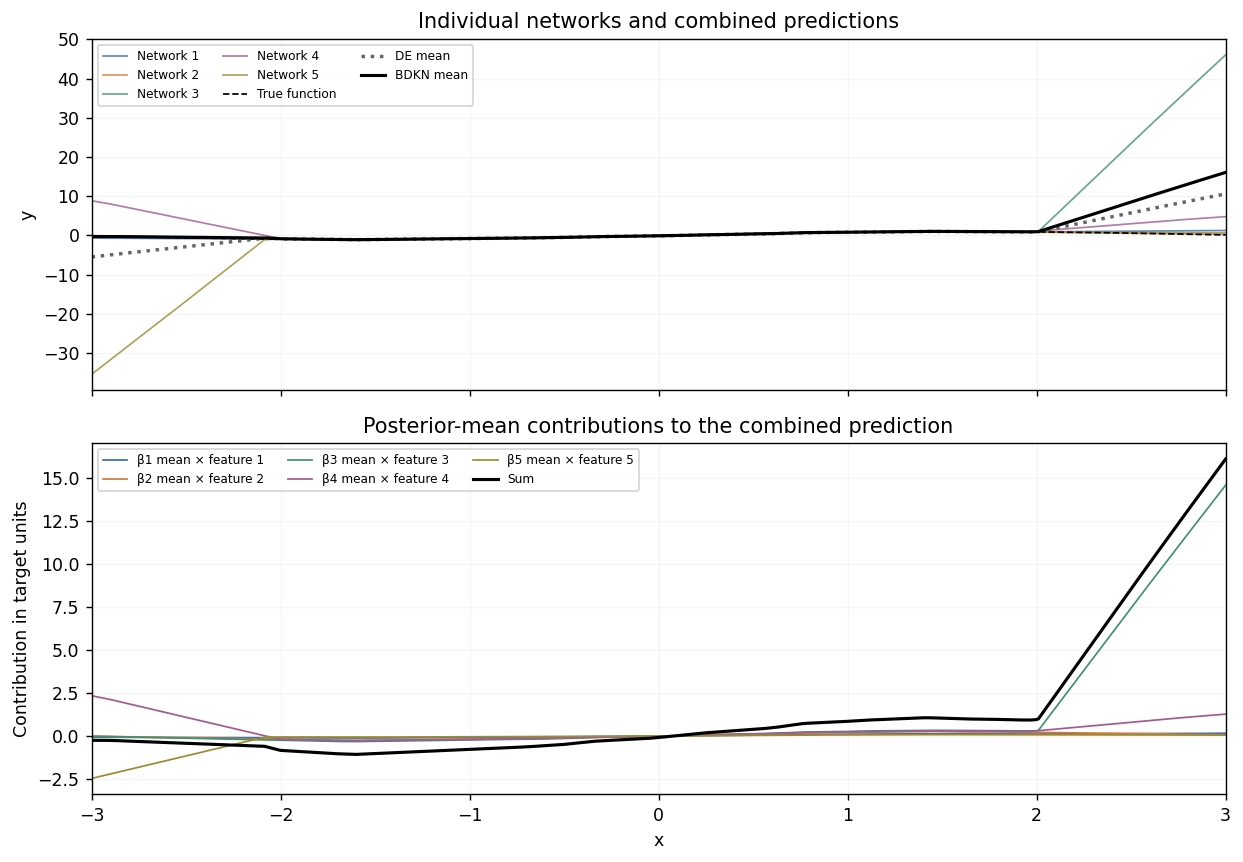 Individual networks and combined predictions
50
40
30
20
10
0
−10
−20
−30
y
Network 1
Network 2
Network 3
Network 4
Network 5
True function
DE mean
BDKN mean
Posterior-mean contributions to the combined prediction
15.0
12.5
10.0
7.5
5.0
2.5
0.0
−2.5
Contribution in target units
β1 mean × feature 1
β2 mean × feature 2
β3 mean × feature 3
β4 mean × feature 4
β5 mean × feature 5
Sum
−3 −2 −1 0 1 2 3
x